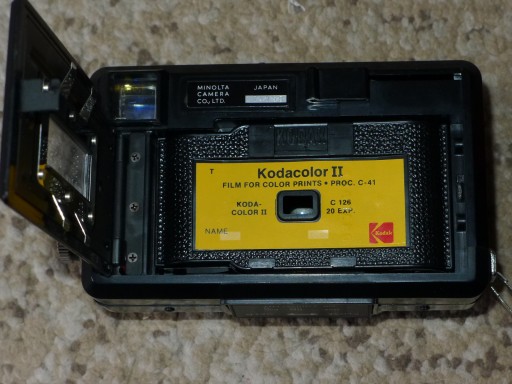 MINOLTA JAPAN
CAMERA
CO., LTD.
T
Kodacolor II
FILM FOR COLOR PRINTS • PROC. C-41
KODA-
COLOR II
C 126
20 EXP.
NAME
Kodak